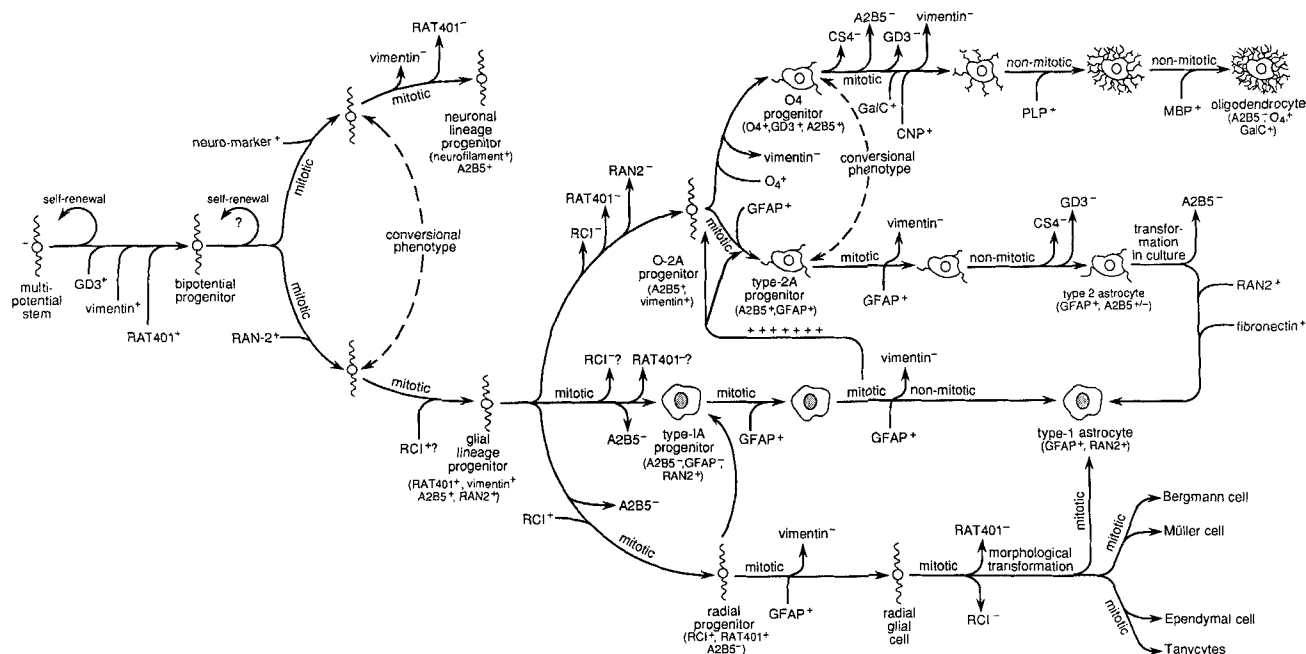 self-renewal
multi-
potential
stem
GD3⁺
vimentin⁺
RAT401⁺
self-renewal
?
bipotential
progenitor
neuro-marker⁺
mitotic
mitotic
RAN-2⁺
conversional
phenotype
vimentin⁻
RAT401⁻
mitotic
neuronal
lineage
progenitor
(neurofilament⁺)
A2B5⁺
mitotic
RCI⁺?
glial
lineage
progenitor
(RAT401⁺, vimentin⁺
A2B5⁺, RAN2⁺)
RCI⁻
RAT401⁻
RAN2⁻
O-2A
progenitor
(A2B5⁺,
vimentin⁺)
vimentin⁻
O₄⁺
mitotic
GFAP⁺
O4
progenitor
(O4⁺,GD3⁺, A2B5⁺)
CS4⁻
A2B5⁻
GD3⁻
vimentin⁻
mitotic
GalC⁺
CNP⁺
non-mitotic
PLP⁺
non-mitotic
MBP⁺
oligodendrocyte
(A2B5⁻O₄⁺
GalC⁺)
conversional
phenotype
type-2A
progenitor
(A2B5⁺,GFAP⁺)
mitotic
vimentin⁻
GFAP⁺
non-mitotic
CS4⁻
GD3⁻
type 2 astrocyte
(GFAP⁺, A2B5⁺/⁻)
transfor-
mation
in culture
A2B5⁻
RAN2⁺
fibronectin⁺
+ + + + + + +
mitotic
RCI⁻?
RAT401⁻?
A2B5⁻
type-IA
progenitor
(A2B5⁻,GFAP⁻,
RAN2⁺)
mitotic
GFAP⁺
mitotic
vimentin⁻
non-mitotic
GFAP⁺
type-1 astrocyte
(GFAP⁺, RAN2⁺)
RCI⁺
A2B5⁻
mitotic
radial
progenitor
(RCI⁺, RAT401⁺
A2B5⁻)
mitotic
vimentin⁻
GFAP⁺
radial
glial
cell
mitotic
RAT401⁻
morphological
transformation
RCI⁻
mitotic
mitotic
Bergmann cell
Müller cell
mitotic
Ependymal cell
Tanycytes